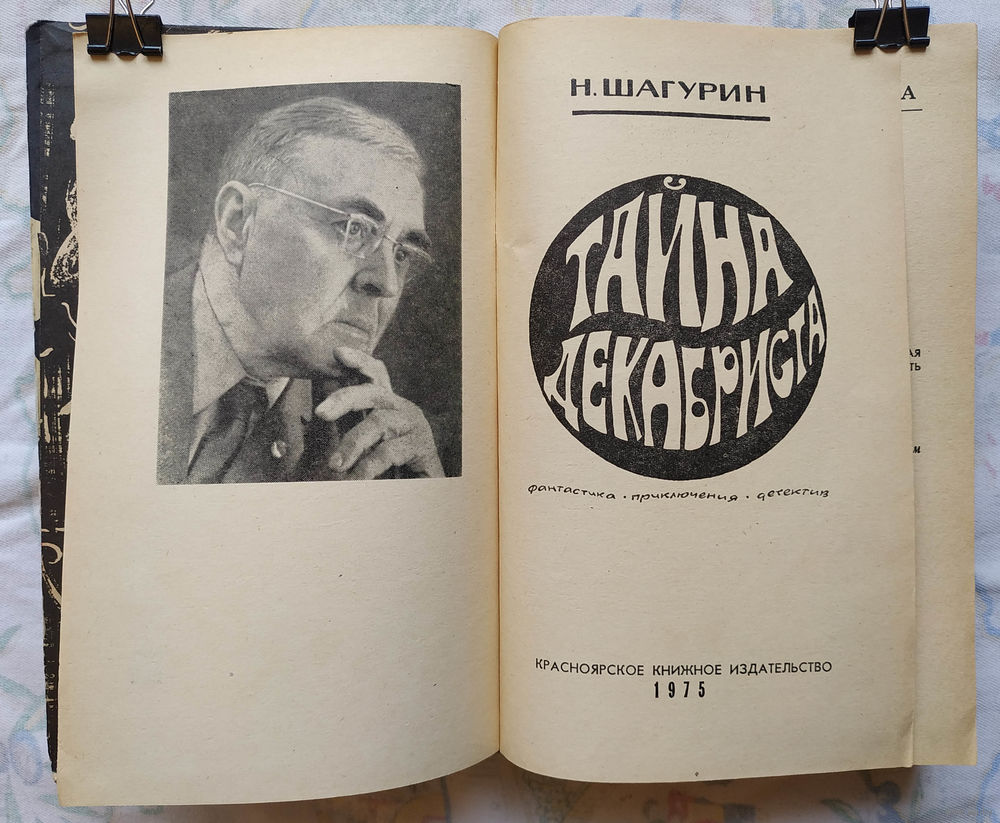 Н. ШАГУРИН
ТАЙНА
ДЕКАБРИСТА
фантастика · приключения · детектив
КРАСНОЯРСКОЕ КНИЖНОЕ ИЗДАТЕЛЬСТВО
1975